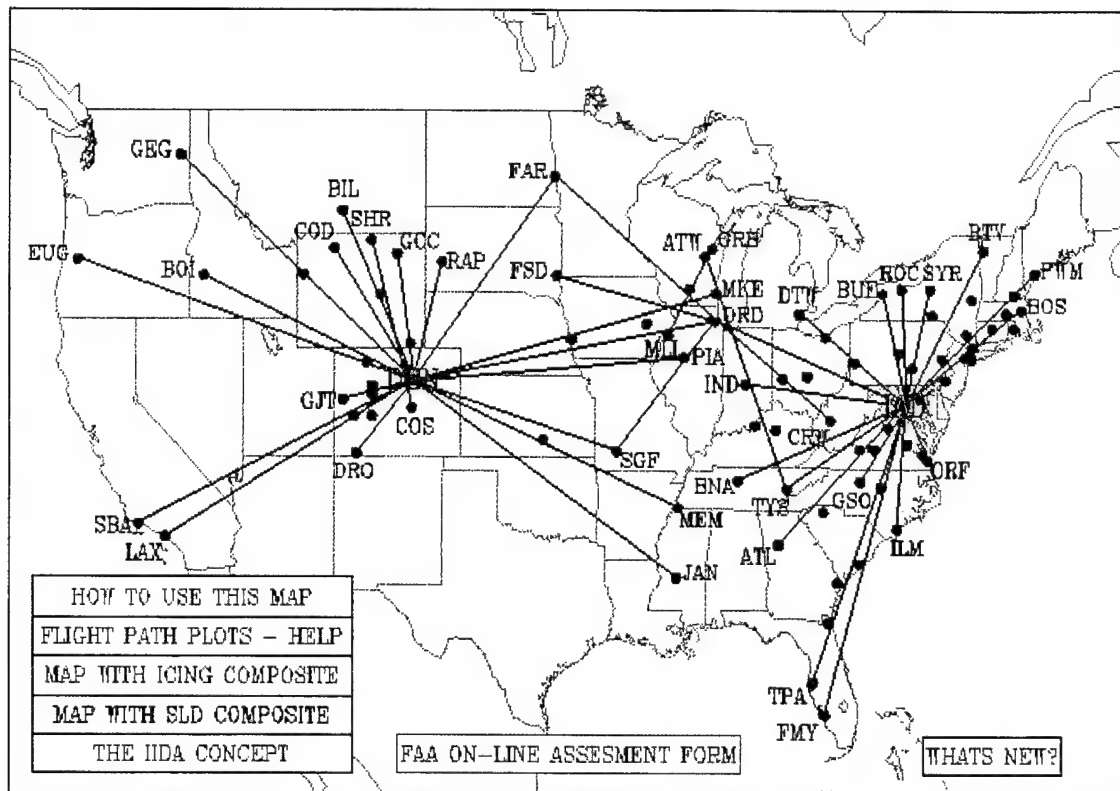 GEG
FAR
BIL
SHR
COD
GCC
RAP
EUG
BOI
FSD
ATW
GRB
BTV
PWM
ROC
SYR
BUF
DTW
MKE
BOS
ORD
MLI
PIA
IND
GJT
COS
CRW
DRO
SGF
ORF
BNA
TYS
GSO
SBA
LAX
MEM
ATL
ILM
JAN
TPA
FMY
HOW TO USE THIS MAP
FLIGHT PATH PLOTS - HELP
MAP WITH ICING COMPOSITE
MAP WITH SLD COMPOSITE
THE IIDA CONCEPT
FAA ON-LINE ASSESMENT FORM
WHATS NEW?